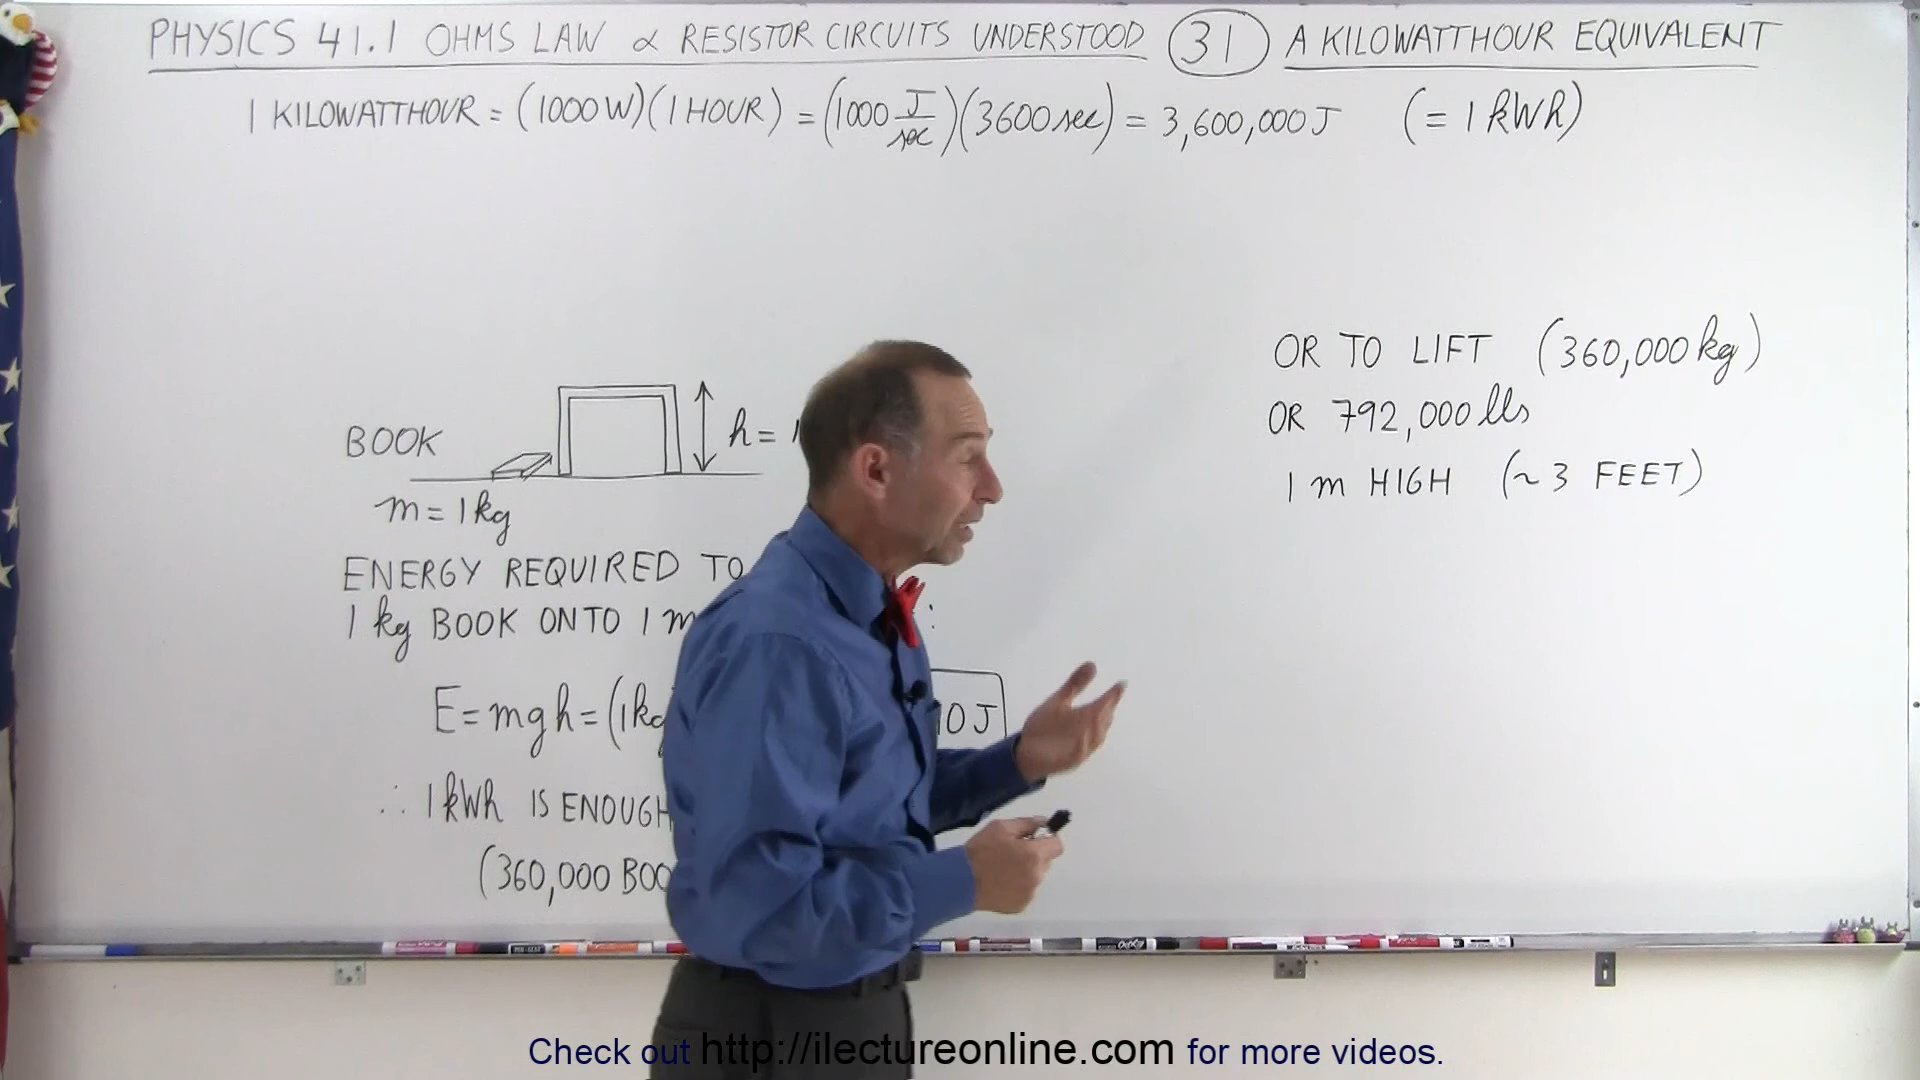 PHYSICS 41.1 OHMS LAW & RESISTOR CIRCUITS UNDERSTOOD 31 A KILOWATTHOUR EQUIVALENT
1 KILOWATTHOUR = (1000 W)(1 HOUR) = (1000 J/sec)(3600 sec) = 3,600,000 J (= 1 kWh)
OR TO LIFT (360,000 kg)
OR 792,000 lbs
1 m HIGH (~ 3 FEET)
BOOK
h =
m = 1 kg
ENERGY REQUIRED TO
1 kg BOOK ONTO 1 m :
E = mgh = (1kg 10 J
∴ 1 kWh IS ENOUGH
(360,000 BOO
Check out http://ilectureonline.com for more videos.